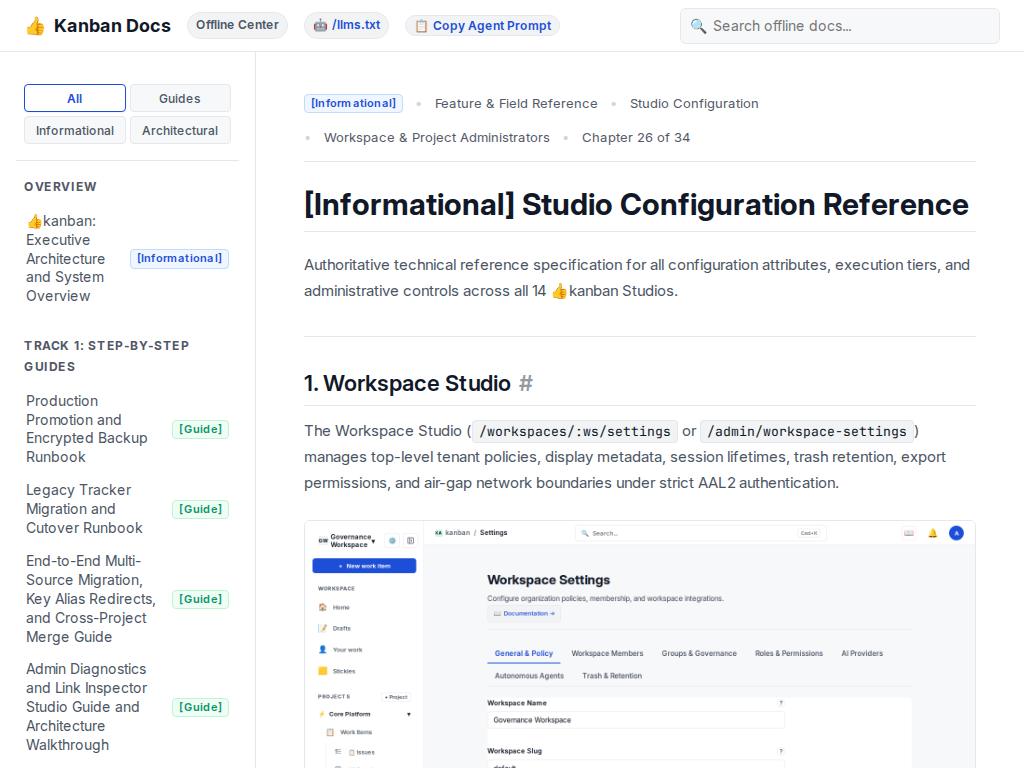 👍 Kanban Docs
Offline Center
🤖 /llms.txt
📋 Copy Agent Prompt
🔍 Search offline docs...
All
Guides
Informational
Architectural
OVERVIEW
👍kanban:
Executive
Architecture
and System
Overview
[Informational]
TRACK 1: STEP-BY-STEP
GUIDES
Production
Promotion and
Encrypted Backup
Runbook
[Guide]
Legacy Tracker
Migration and
Cutover Runbook
[Guide]
End-to-End Multi-
Source Migration,
Key Alias Redirects,
and Cross-Project
Merge Guide
[Guide]
Admin Diagnostics
and Link Inspector
Studio Guide and
Architecture
Walkthrough
[Guide]
[Informational] • Feature & Field Reference • Studio Configuration
• Workspace & Project Administrators • Chapter 26 of 34
[Informational] Studio Configuration Reference
Authoritative technical reference specification for all configuration attributes, execution tiers, and
administrative controls across all 14 👍kanban Studios.
1. Workspace Studio #
The Workspace Studio ( /workspaces/:ws/settings or /admin/workspace-settings )
manages top-level tenant policies, display metadata, session lifetimes, trash retention, export
permissions, and air-gap network boundaries under strict AAL2 authentication.
GW Governance Workspace ▾
+ New work item
WORKSPACE
🏠 Home
📝 Drafts
👤 Your work
🟨 Stickies
PROJECTS
+ Project
⚡ Core Platform ▾
📋 Work Items
📋 Issues
KA kanban / Settings
🔍 Search...
Cmd+K
A
Workspace Settings
Configure organization policies, membership, and workspace integrations.
📖 Documentation →
General & Policy
Workspace Members
Groups & Governance
Roles & Permissions
AI Providers
Autonomous Agents
Trash & Retention
Workspace Name
?
Governance Workspace
Workspace Slug
?
default